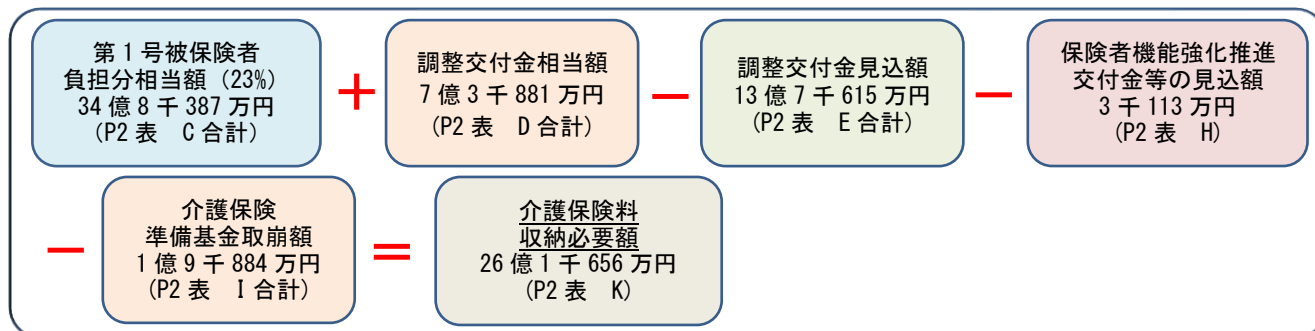 第1号被保険者
負担分相当額（23%）
34億8千387万円
(P2表　C合計)
＋
調整交付金相当額
7億3千881万円
(P2表　D合計)
－
調整交付金見込額
13億7千615万円
(P2表　E合計)
－
保険者機能強化推進
交付金等の見込額
3千113万円
(P2表　H)
－
介護保険
準備基金取崩額
1億9千884万円
(P2表　I合計)
＝
介護保険料
収納必要額
26億1千656万円
(P2表　K)